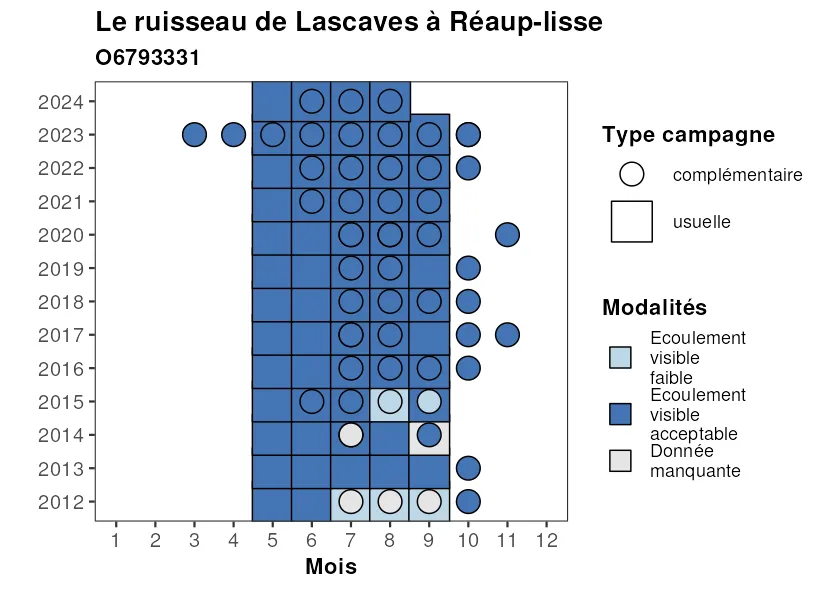 Le ruisseau de Lascaves à Réaup-lisse
O6793331
2024
2023
2022
2021
2020
2019
2018
2017
2016
2015
2014
2013
2012
1 2 3 4 5 6 7 8 9 10 11 12
Mois
Type campagne
complémentaire
usuelle
Modalités
Ecoulement
visible
faible
Ecoulement
visible
acceptable
Donnée
manquante